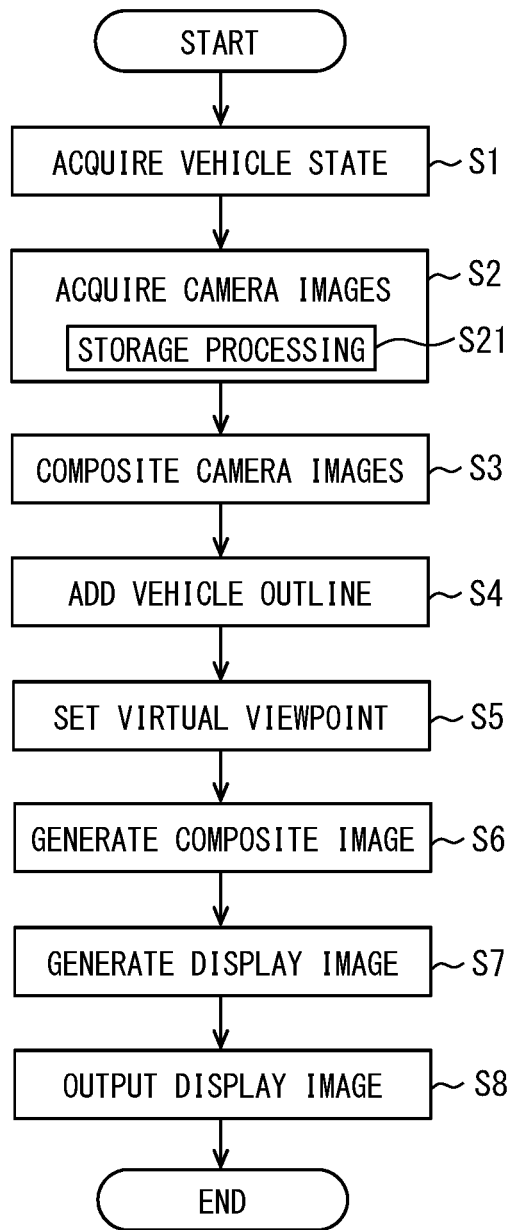 START
ACQUIRE VEHICLE STATE
S1
ACQUIRE CAMERA IMAGES
S2
STORAGE PROCESSING
S21
COMPOSITE CAMERA IMAGES
S3
ADD VEHICLE OUTLINE
S4
SET VIRTUAL VIEWPOINT
S5
GENERATE COMPOSITE IMAGE
S6
GENERATE DISPLAY IMAGE
S7
OUTPUT DISPLAY IMAGE
S8
END